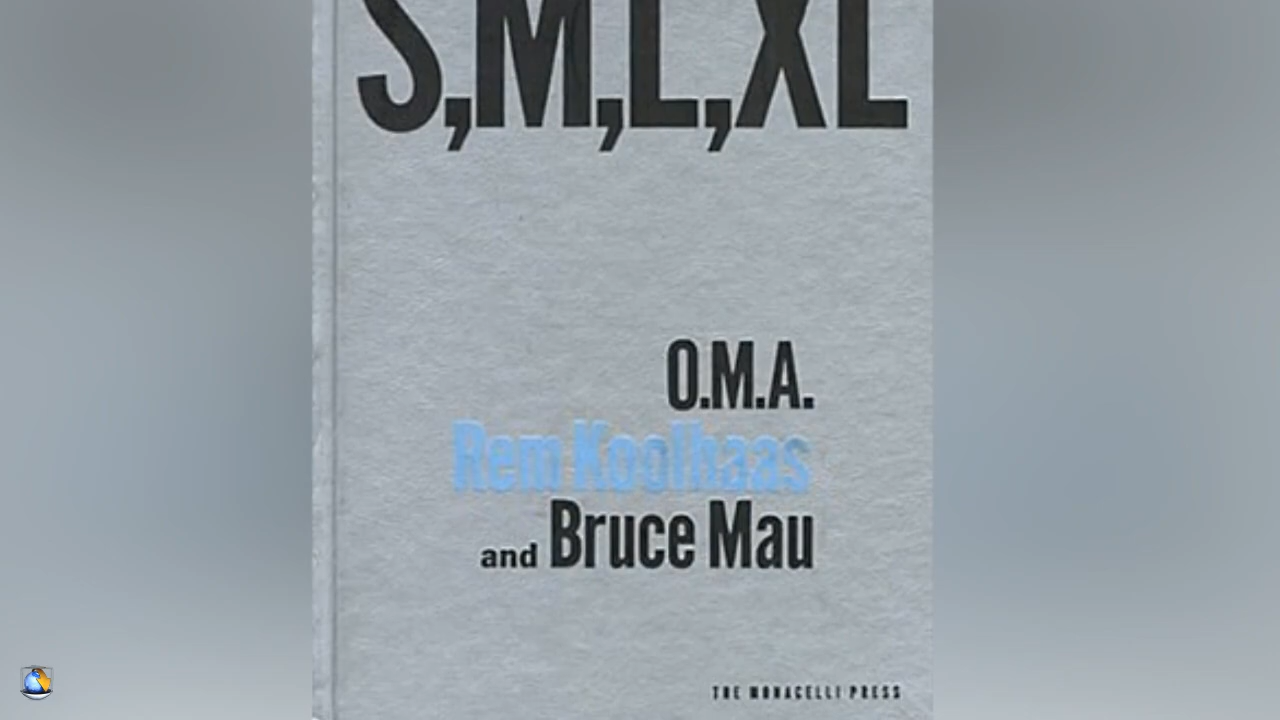 S,M,L,XL
O.M.A.
Rem Koolhaas
and Bruce Mau
THE MONACELLI PRESS